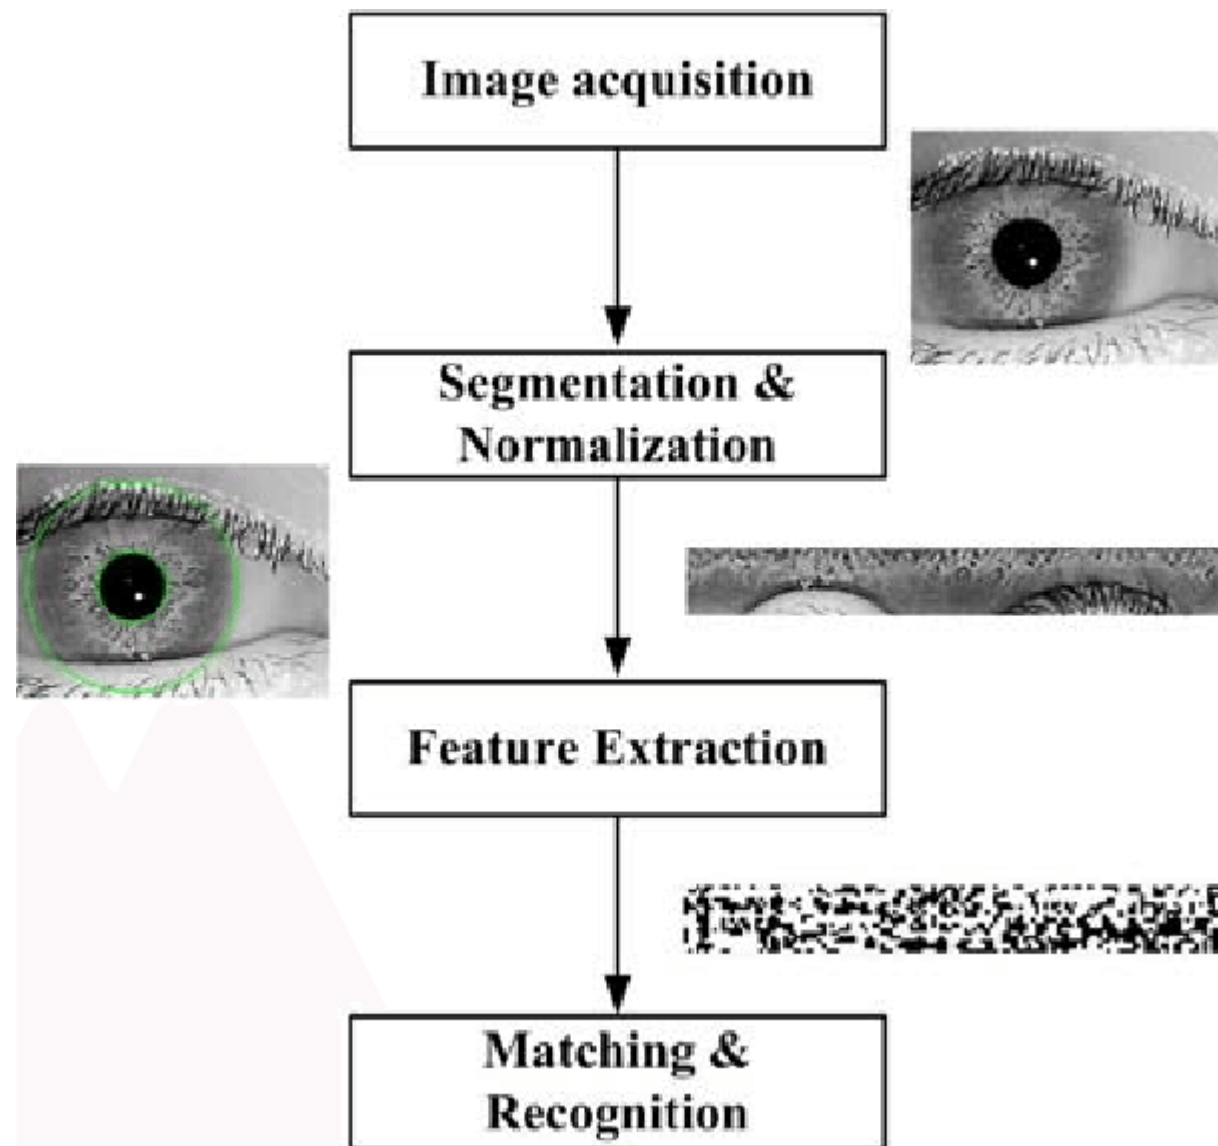 Image acquisition
Segmentation &
Normalization
Feature Extraction
Matching &
Recognition